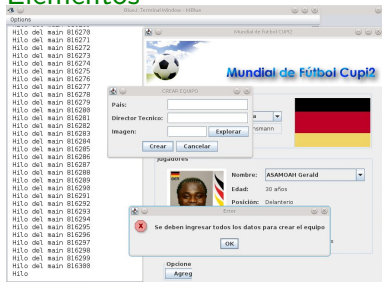 Elementos
BlueJ: Terminal Window - MiBus
Options
Hilo del main 816270
Hilo del main 816271
Hilo del main 816272
Hilo del main 816273
Hilo del main 816274
Hilo del main 816275
Hilo del main 816276
Hilo del main 816277
Hilo del main 816278
Hilo del main 816279
Hilo del main 816280
Hilo del main 816281
Hilo del main 816282
Hilo del main 816283
Hilo del main 816284
Hilo del main 816285
Hilo del main 816286
Hilo del main 816287
Hilo del main 816288
Hilo del main 816289
Hilo del main 816290
Hilo del main 816291
Hilo del main 816292
Hilo del main 816293
Hilo del main 816294
Hilo del main 816295
Hilo del main 816296
Hilo del main 816297
Hilo del main 816298
Hilo del main 816299
Hilo del main 816300
Hilo
Mundial de Fútbol CUPI2
Mundial de Fútbol Cupi2
CREAR EQUIPO
País:
Director Tecnico:
Imagen:
Explorar
Crear
Cancelar
nsmann
Jugadores
Nombre:
ASAMOAH Gerald
Edad:
30 años
Posición:
Delanterio
Error
Se deben ingresar todos los datos para crear el equipo
OK
Opcione
Agreg